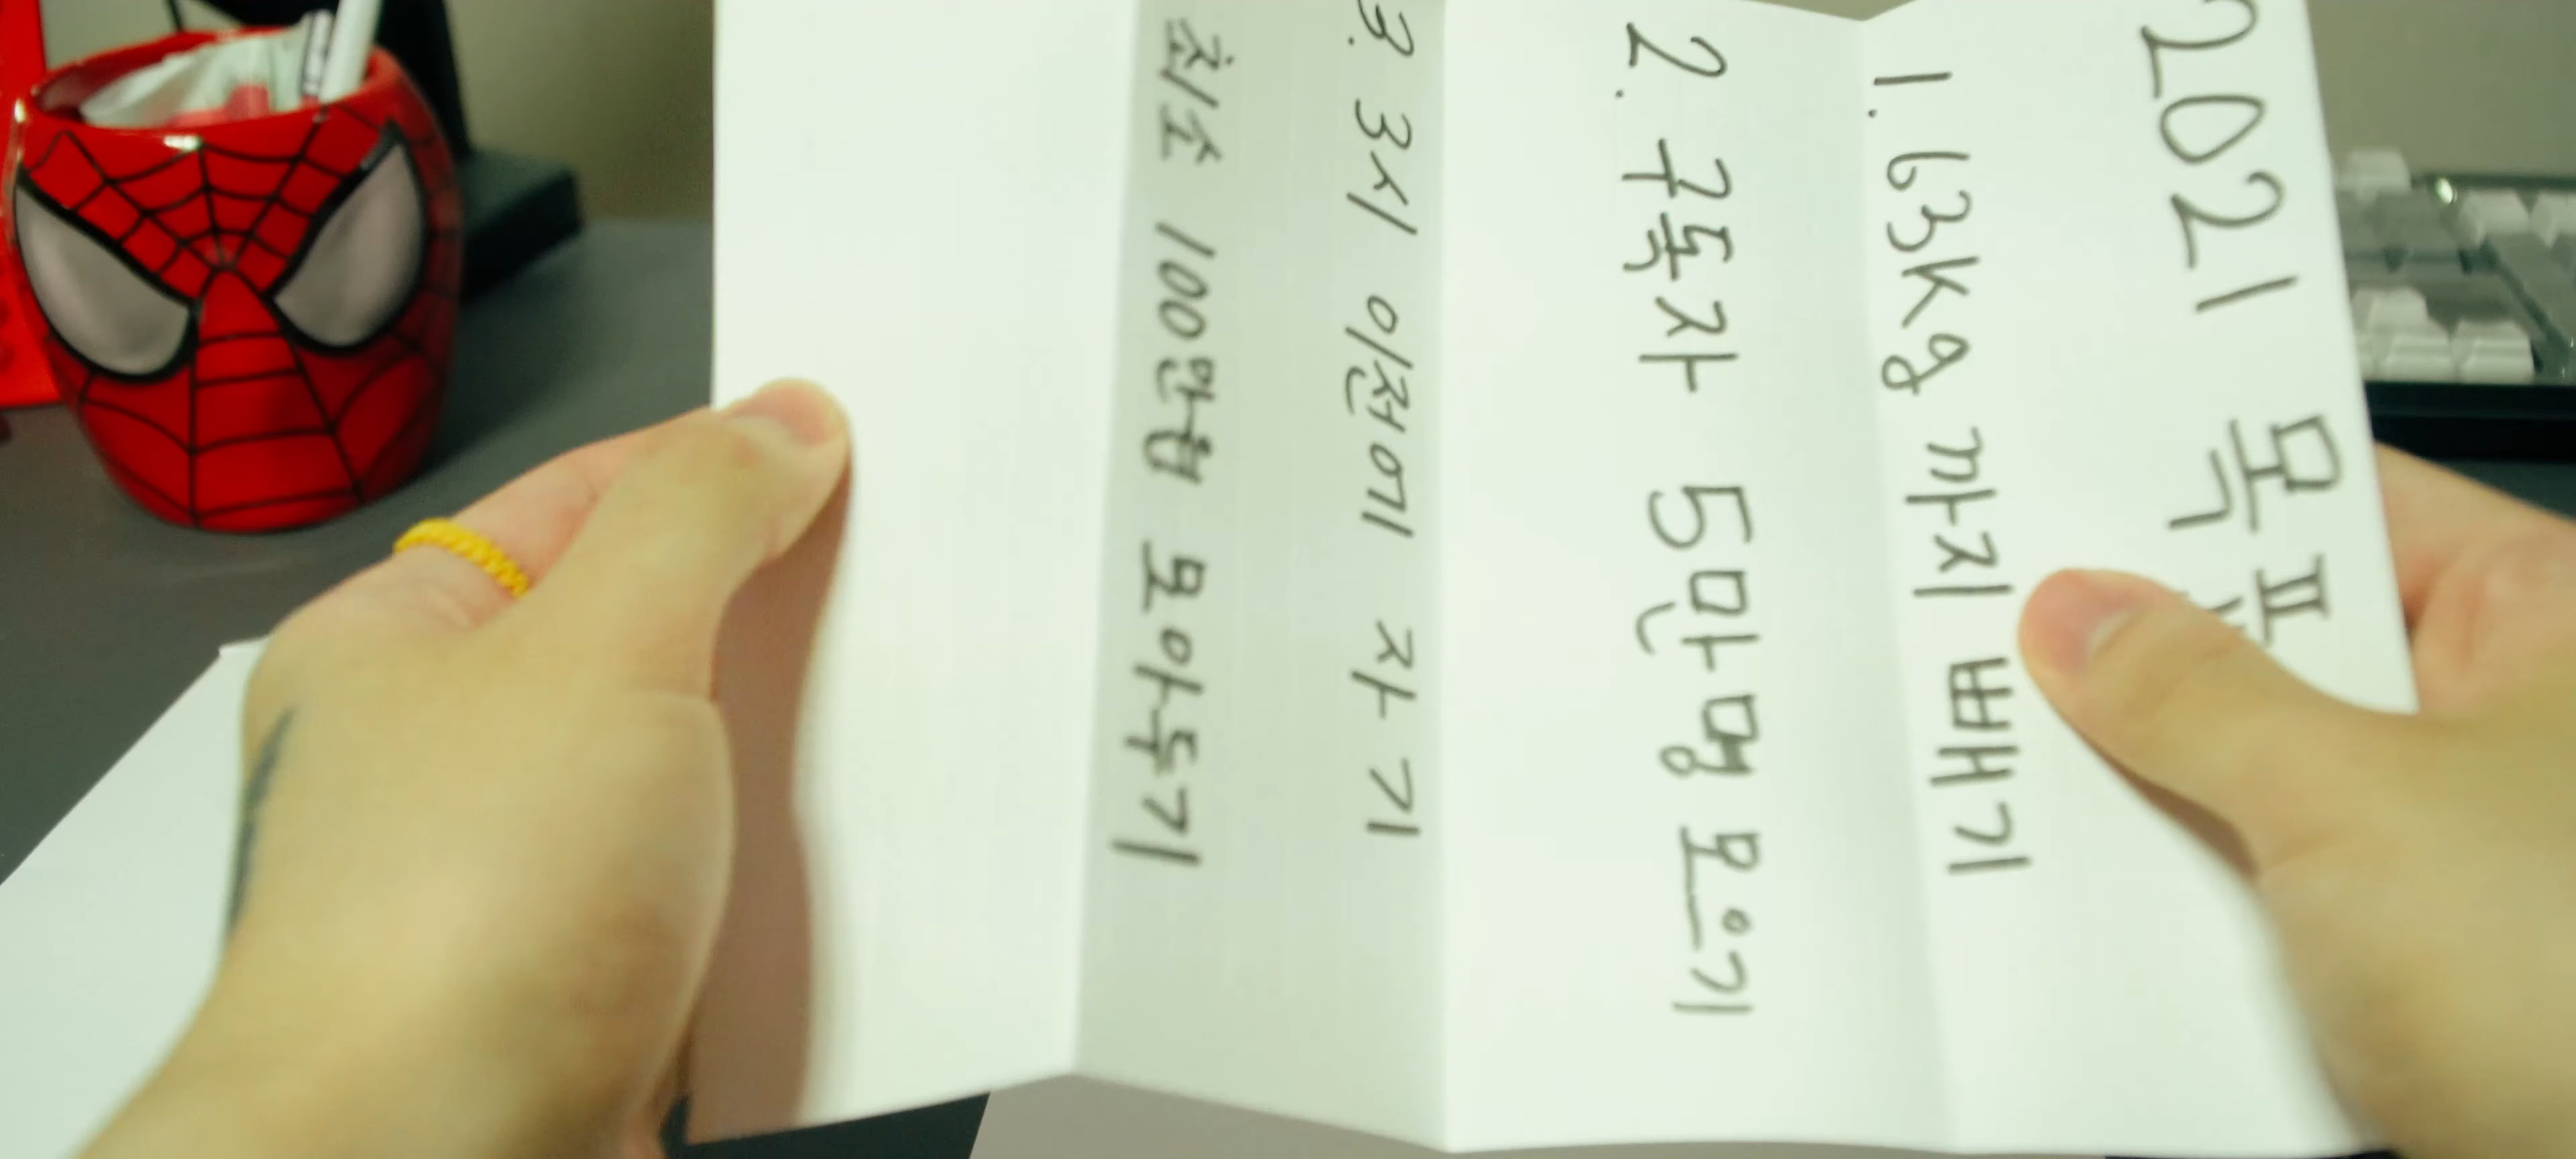 2021 목표
1. 63kg 까지 빼기
2. 구독자 5만명 모으기
3. 3시 이전에 자기
최소 100만원 모아두기